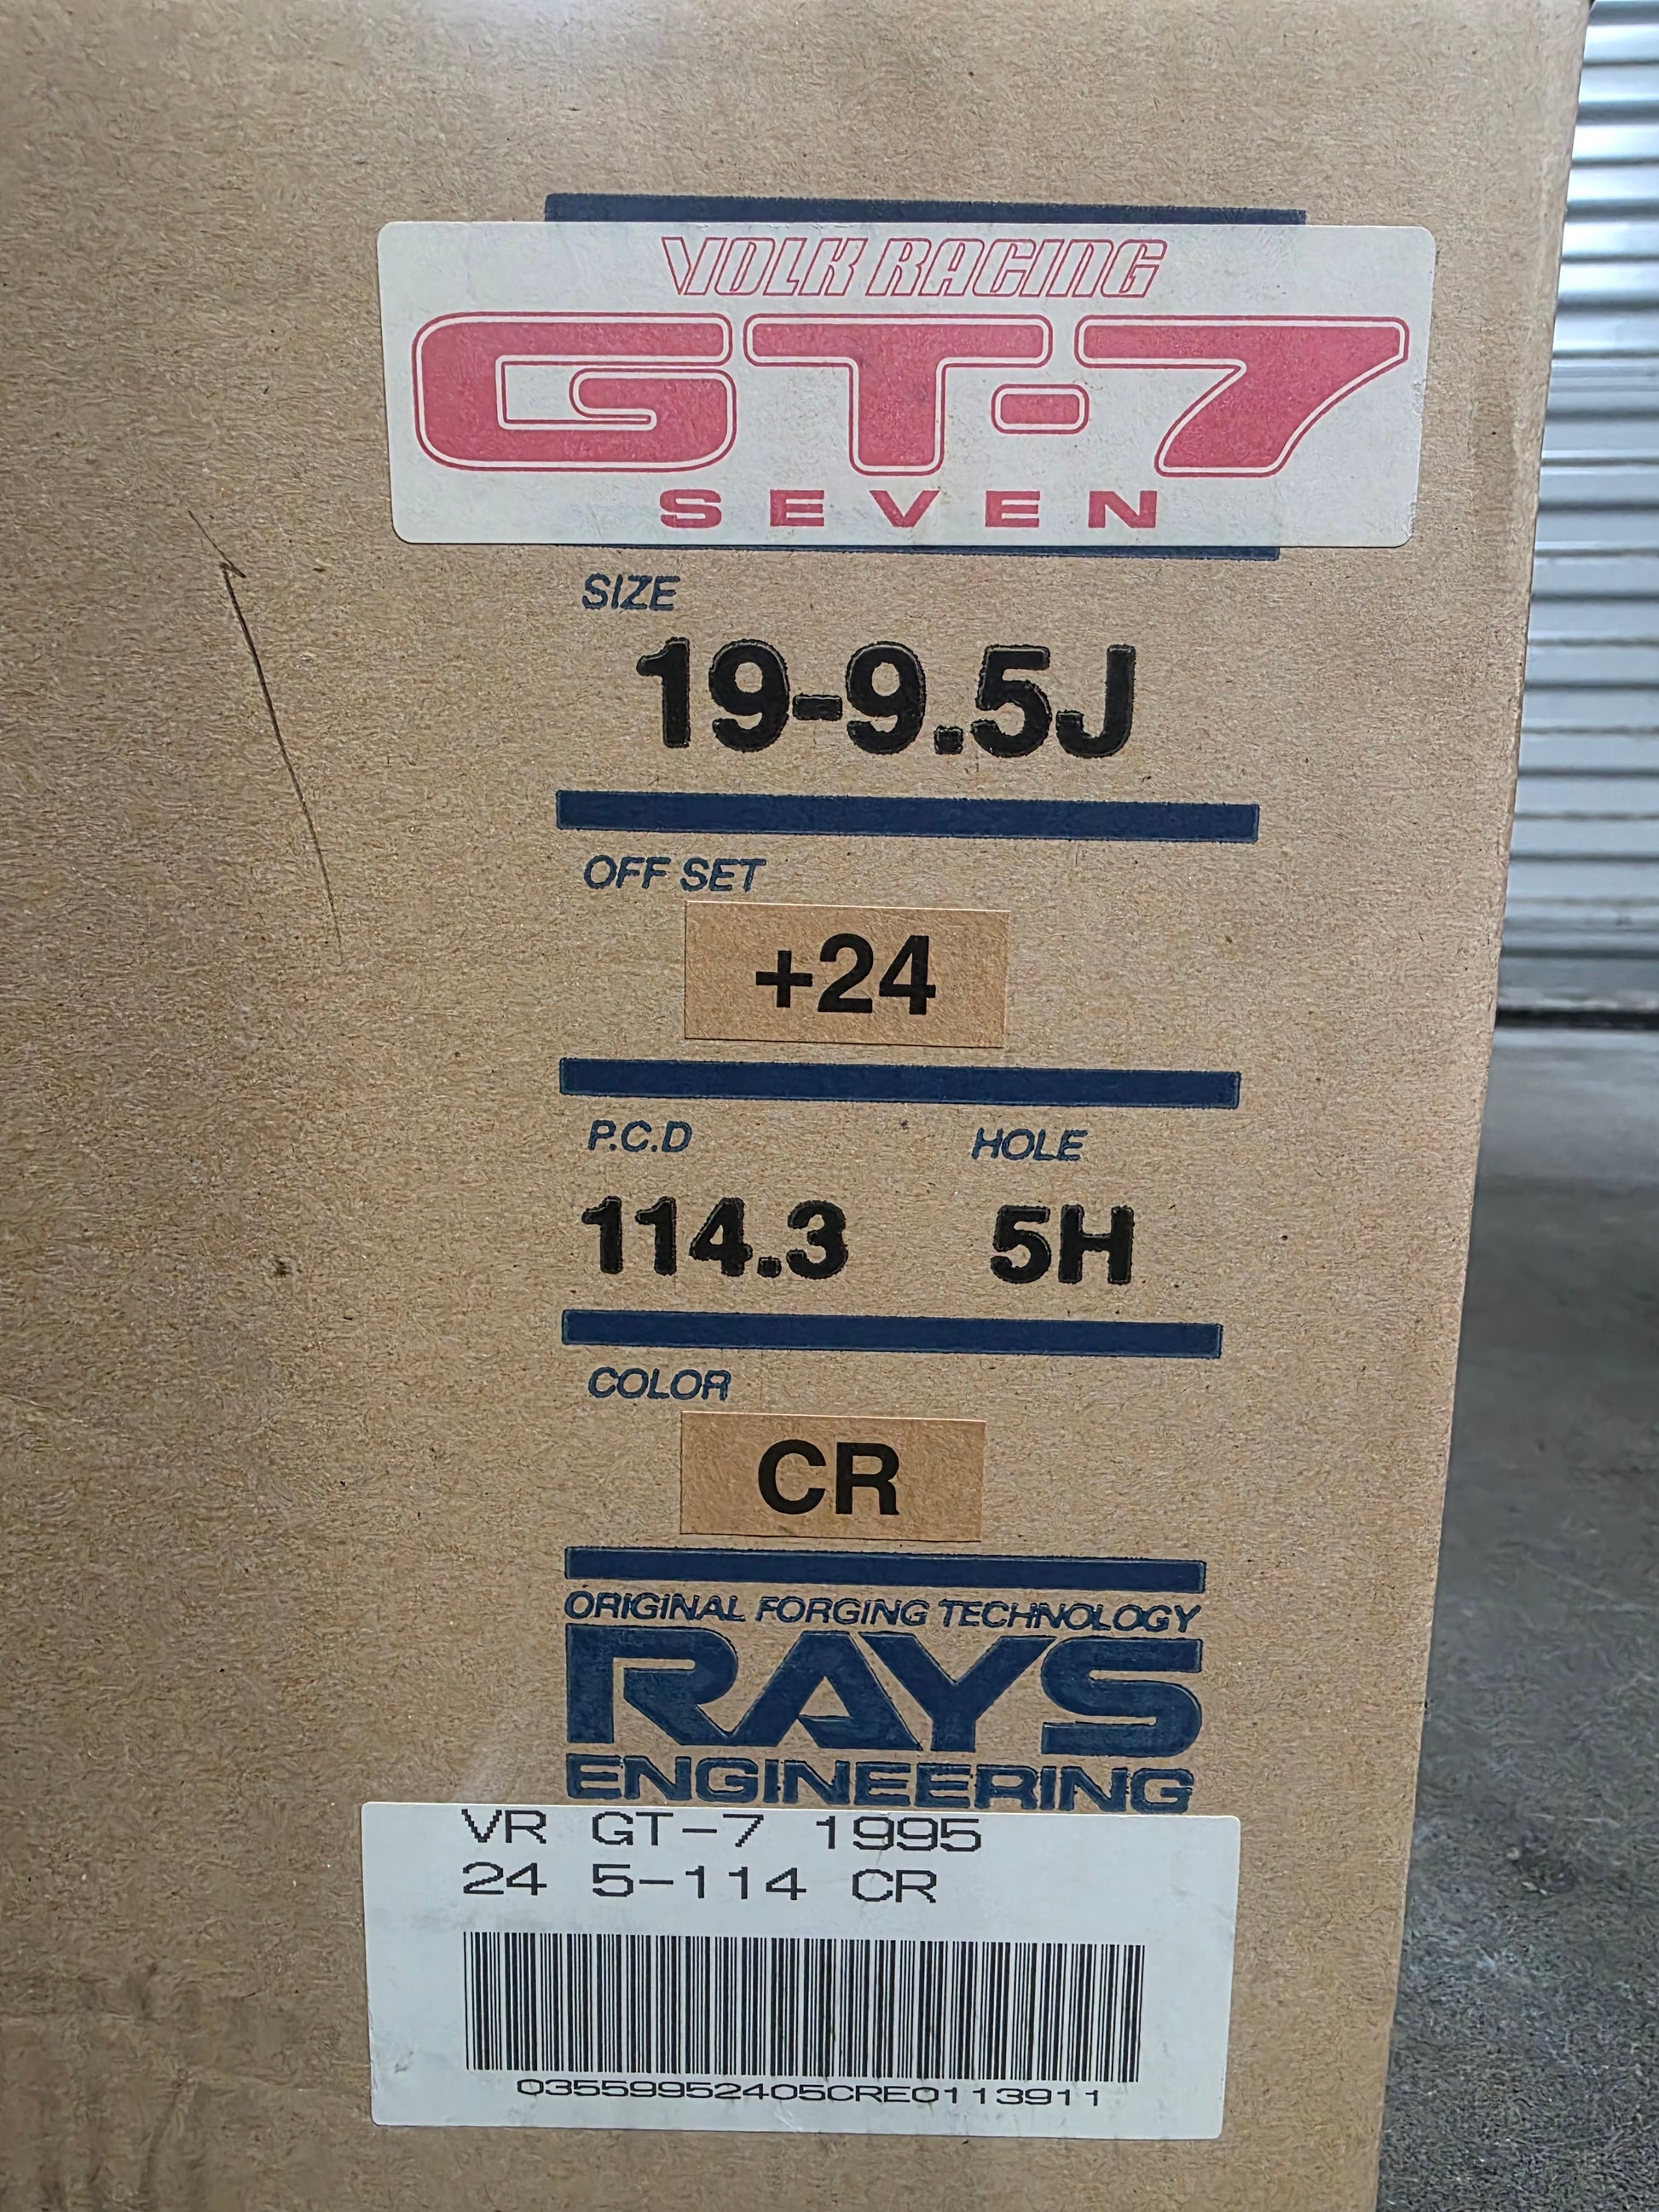 VOLK RACING
GT-7
SEVEN
SIZE
19-9.5J
OFF SET
+24
P.C.D HOLE
114.3 5H
COLOR
CR
ORIGINAL FORGING TECHNOLOGY
RAYS
ENGINEERING
VR GT-7 1995
24 5-114 CR
03559952405CRE0113911